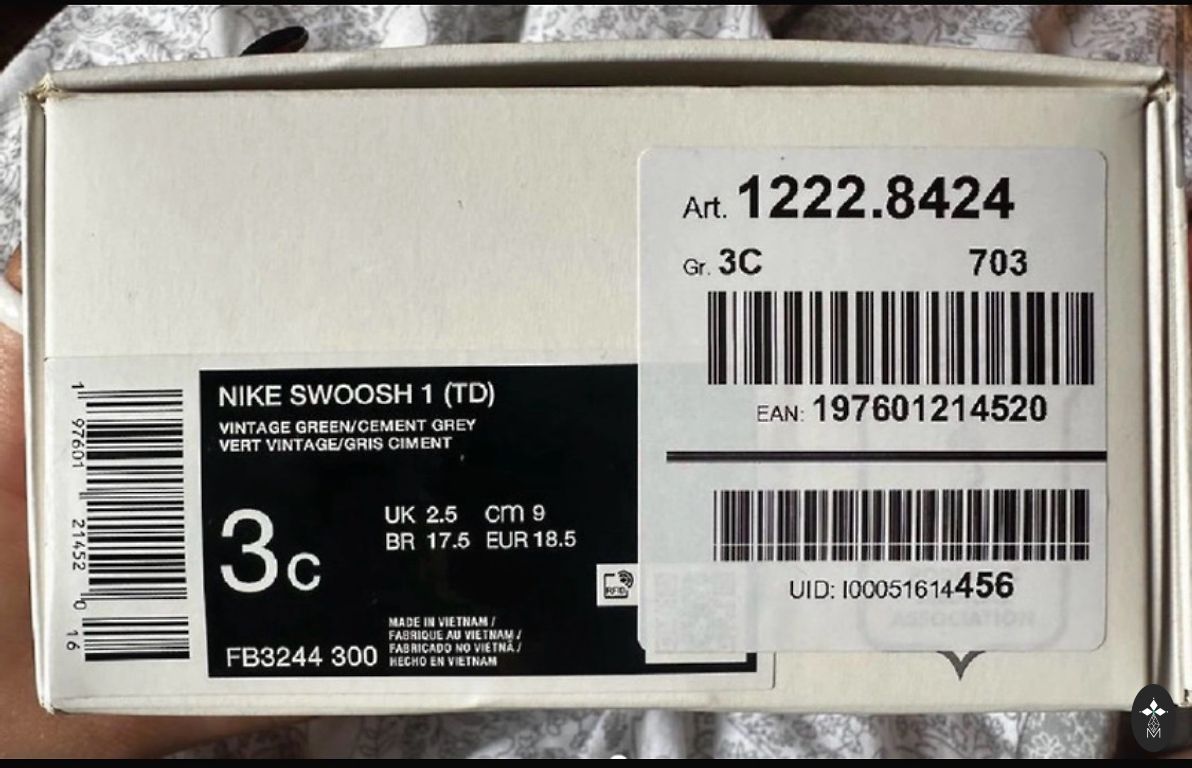 Art. 1222.8424
Gr. 3C 703
EAN: 197601214520
UID: I00051614456
ASSOCIATION
1 97601 21452 0 16
NIKE SWOOSH 1 (TD)
VINTAGE GREEN/CEMENT GREY
VERT VINTAGE/GRIS CIMENT
3c
UK 2.5 cm 9
BR 17.5 EUR 18.5
RFID
FB3244 300
MADE IN VIETNAM /
FABRIQUE AU VIETNAM /
FABRICADO NO VIETNÃ /
HECHO EN VIETNAM
M